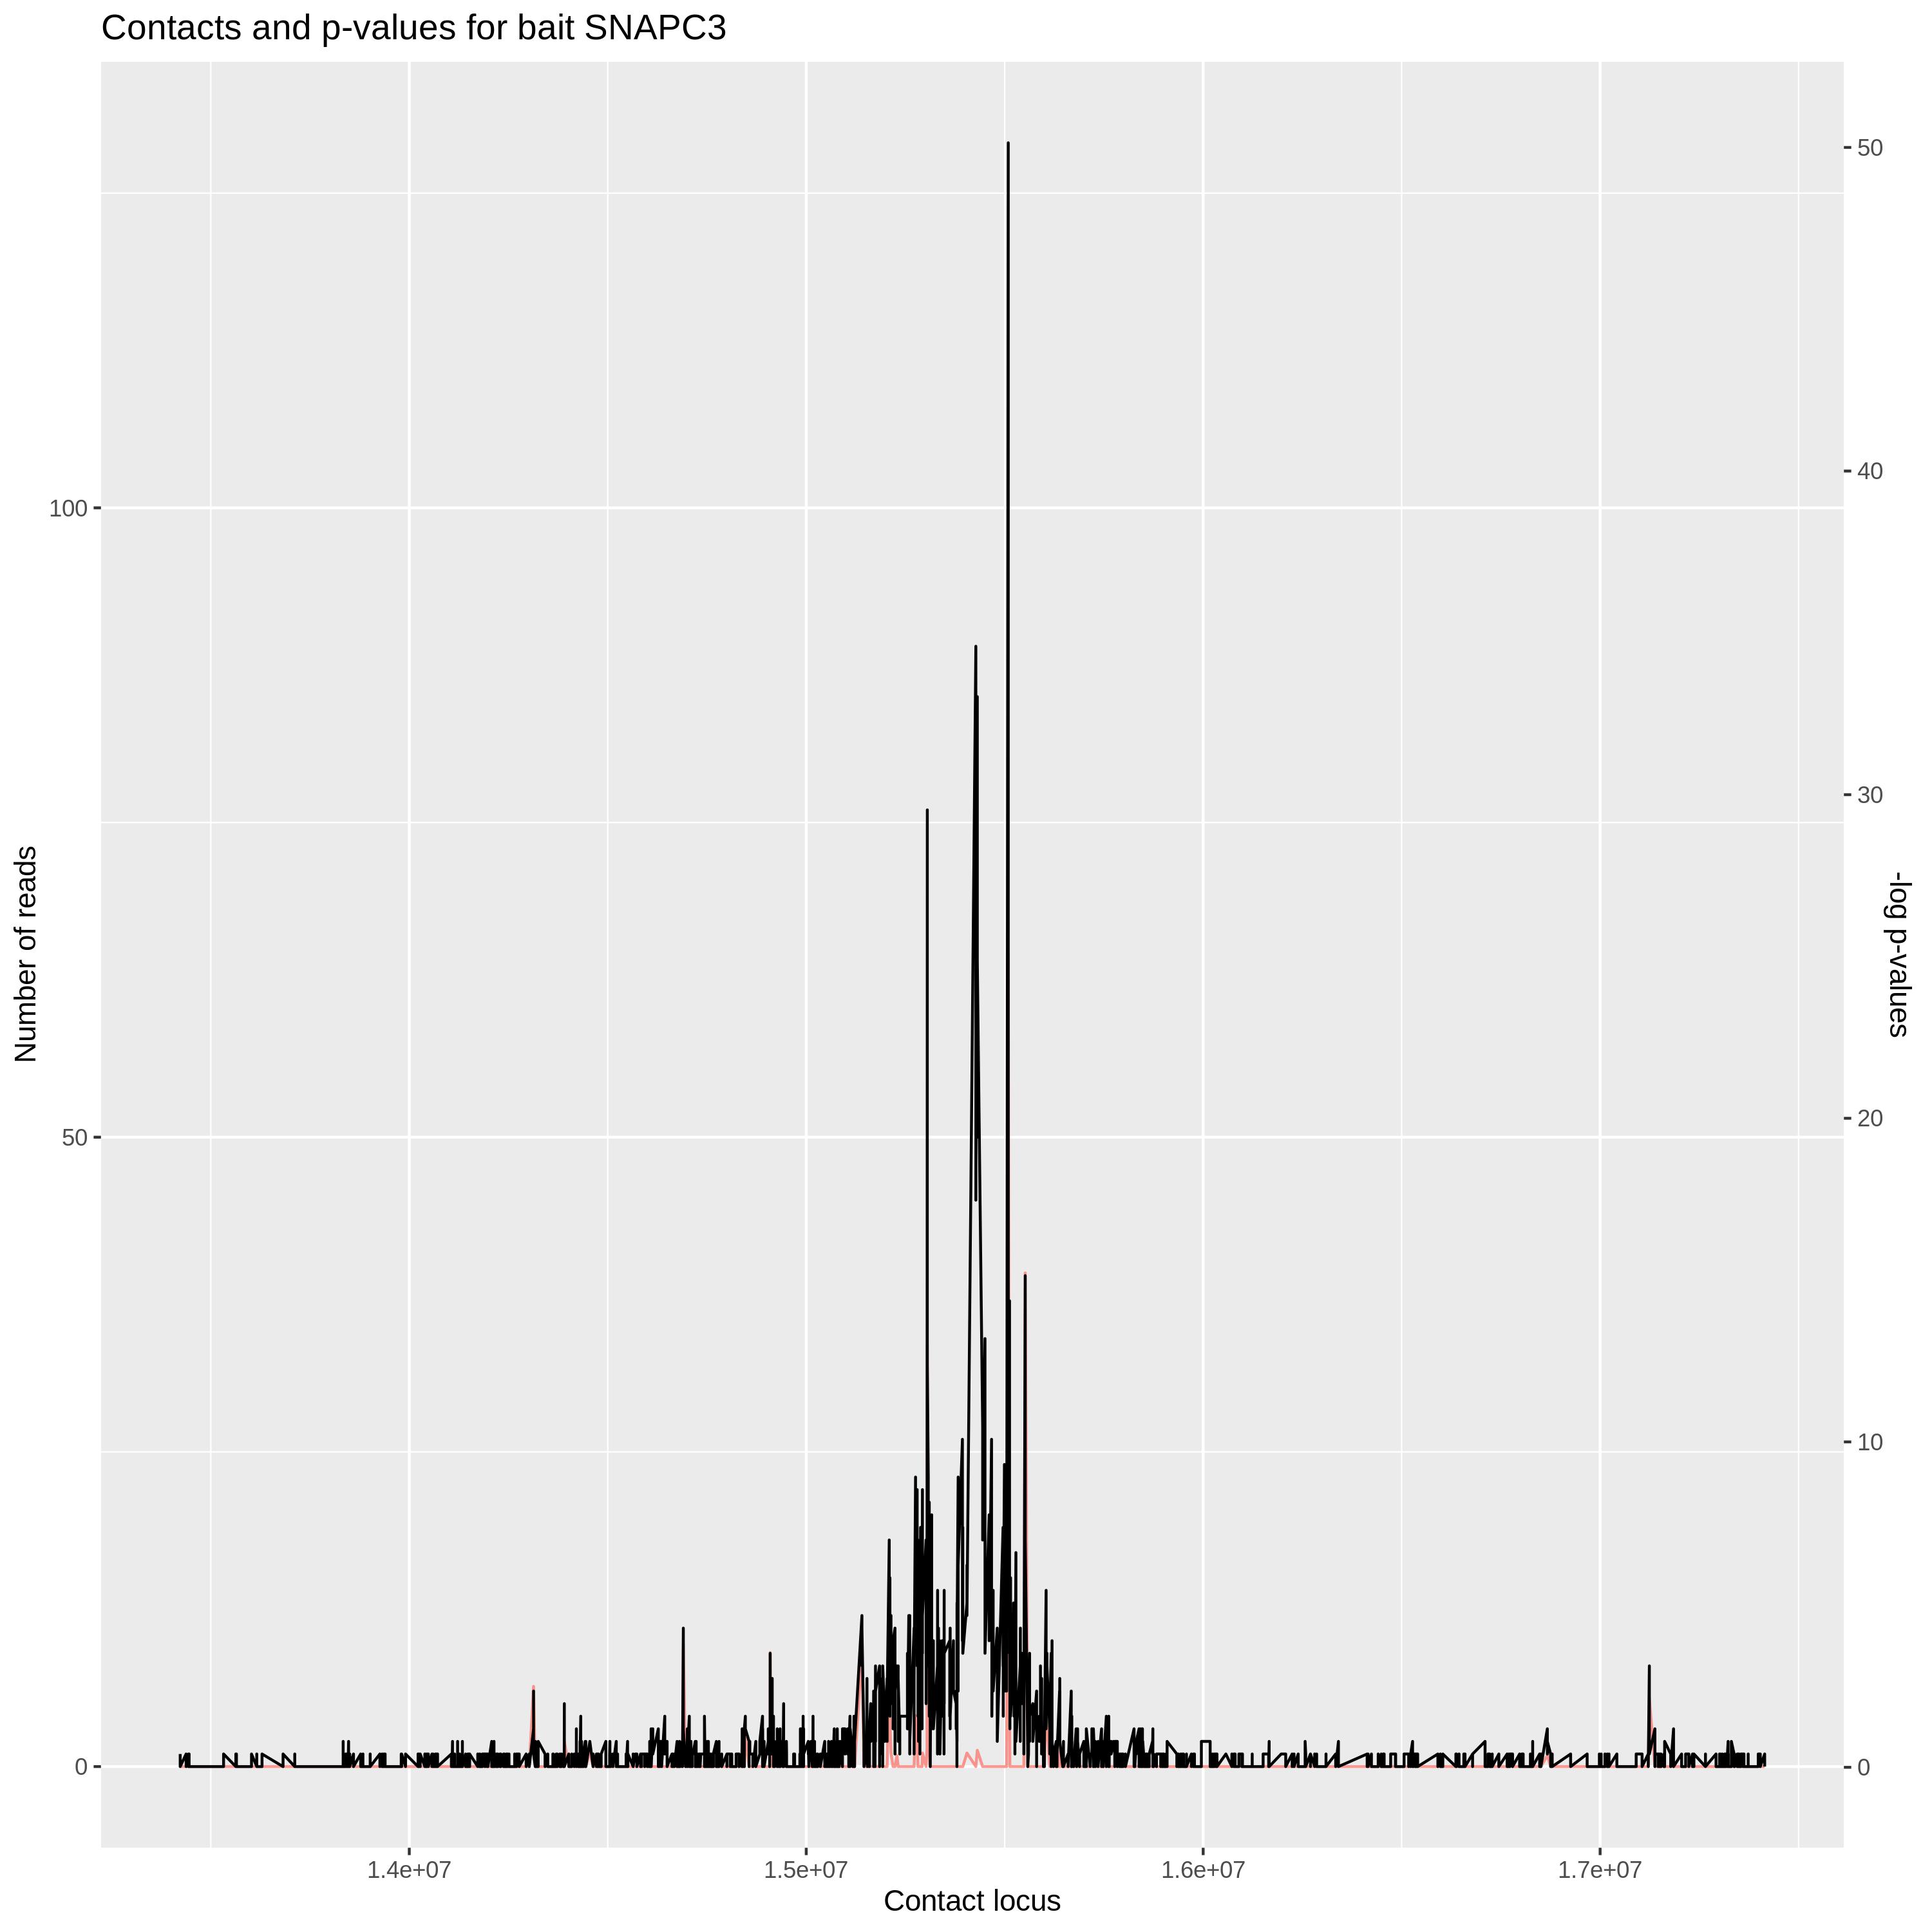 Contacts and p-values for bait SNAPC3
Number of reads
100
50
0
50
40
30
20
10
0
-log p-values
1.4e+07
1.5e+07
1.6e+07
1.7e+07
Contact locus